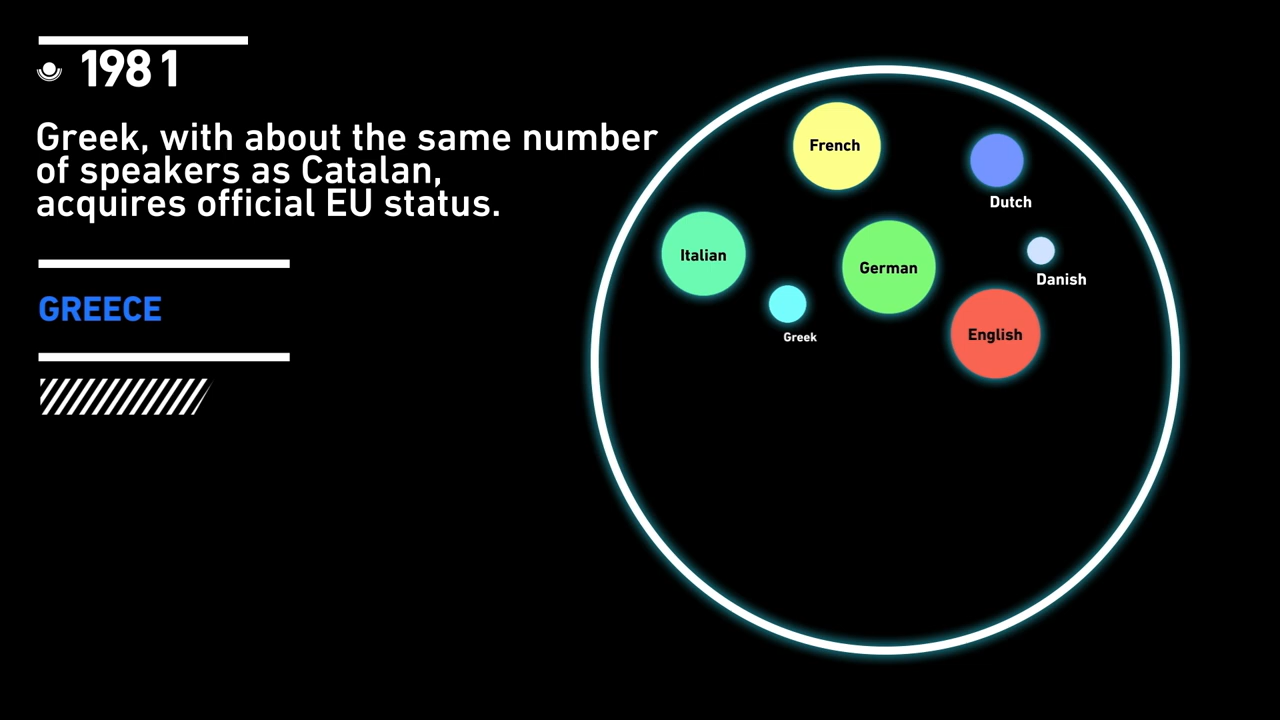 1981
Greek, with about the same number
of speakers as Catalan,
acquires official EU status.
GREECE
French
Dutch
Italian
German
Danish
Greek
English